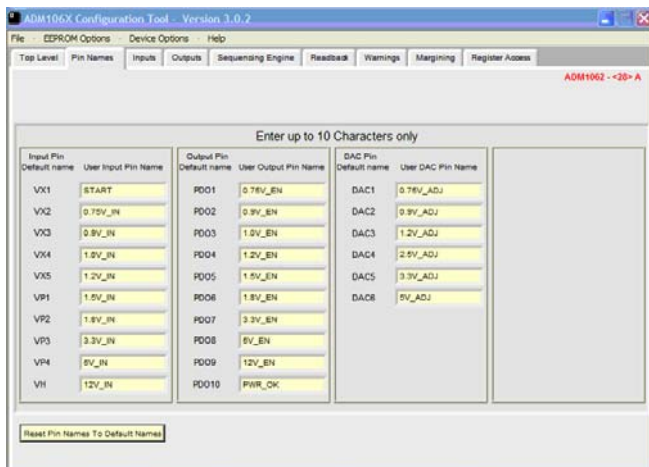 ADM106X Configuration Tool - Version 3.0.2
File EEPROM Options Device Options Help
Top Level Pin Names Inputs Outputs Sequencing Engine Readback Warnings Margining Register Access
ADM1062 - <28> A
Enter up to 10 Characters only
Input Pin Default name User Input Pin Name
VX1 START
VX2 0.75V_IN
VX3 0.9V_IN
VX4 1.0V_IN
VX5 1.2V_IN
VP1 1.5V_IN
VP2 1.8V_IN
VP3 3.3V_IN
VP4 5V_IN
VH 12V_IN
Output Pin Default name User Output Pin Name
PDO1 0.75V_EN
PDO2 0.9V_EN
PDO3 1.0V_EN
PDO4 1.2V_EN
PDO5 1.5V_EN
PDO6 1.8V_EN
PDO7 3.3V_EN
PDO8 5V_EN
PDO9 12V_EN
PDO10 PWR_OK
DAC Pin Default name User DAC Pin Name
DAC1 0.75V_ADJ
DAC2 0.9V_ADJ
DAC3 1.2V_ADJ
DAC4 2.5V_ADJ
DAC5 3.3V_ADJ
DAC6 5V_ADJ
Reset Pin Names To Default Names